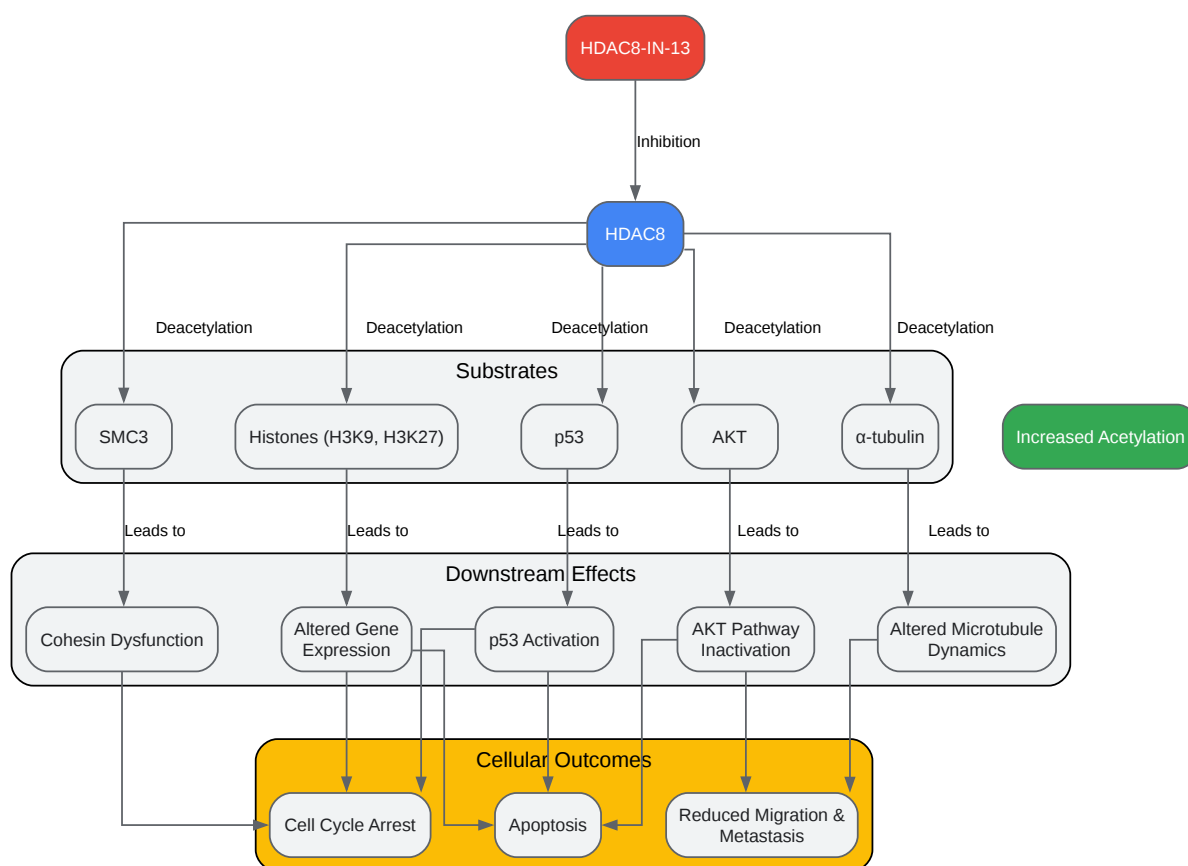 HDAC8-IN-13
Inhibition
HDAC8
Deacetylation
Deacetylation
Deacetylation
Deacetylation
Deacetylation
Substrates
SMC3
Histones (H3K9, H3K27)
p53
AKT
α-tubulin
Increased Acetylation
Leads to
Leads to
Leads to
Leads to
Leads to
Downstream Effects
Cohesin Dysfunction
Altered Gene
Expression
p53 Activation
AKT Pathway
Inactivation
Altered Microtubule
Dynamics
Cellular Outcomes
Cell Cycle Arrest
Apoptosis
Reduced Migration &
Metastasis